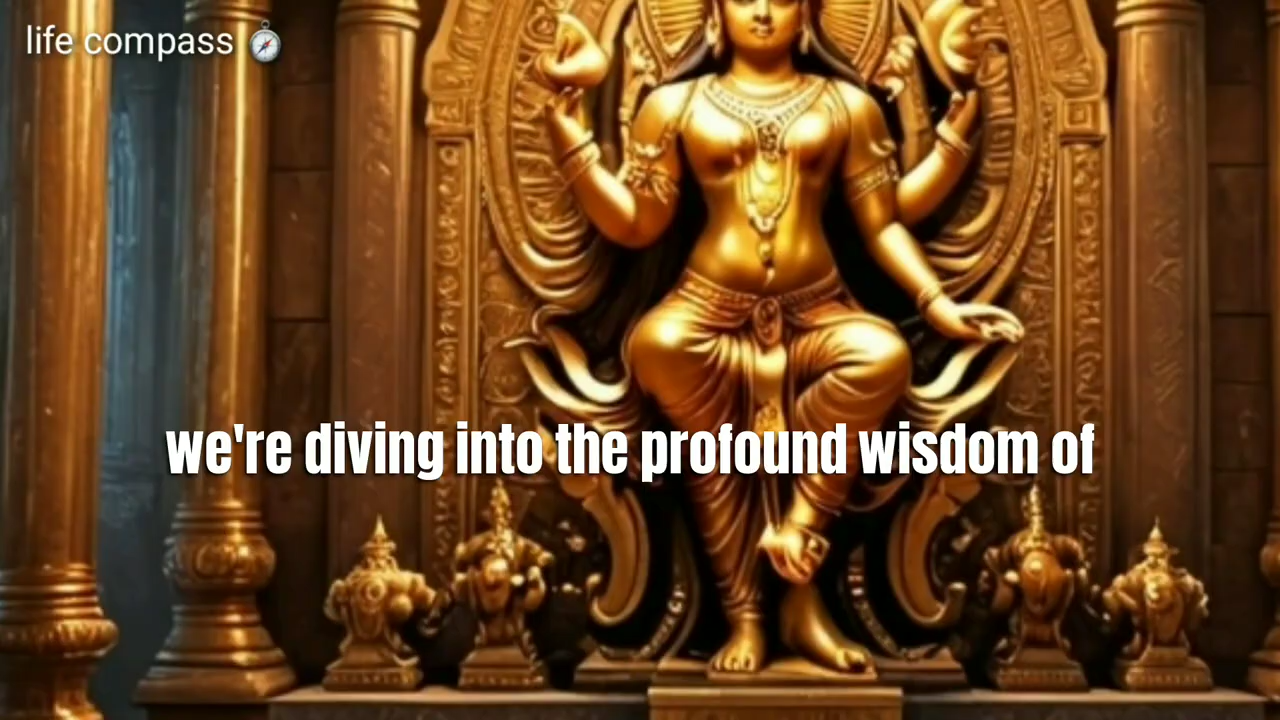 life compass 🧭
we're diving into the profound wisdom of